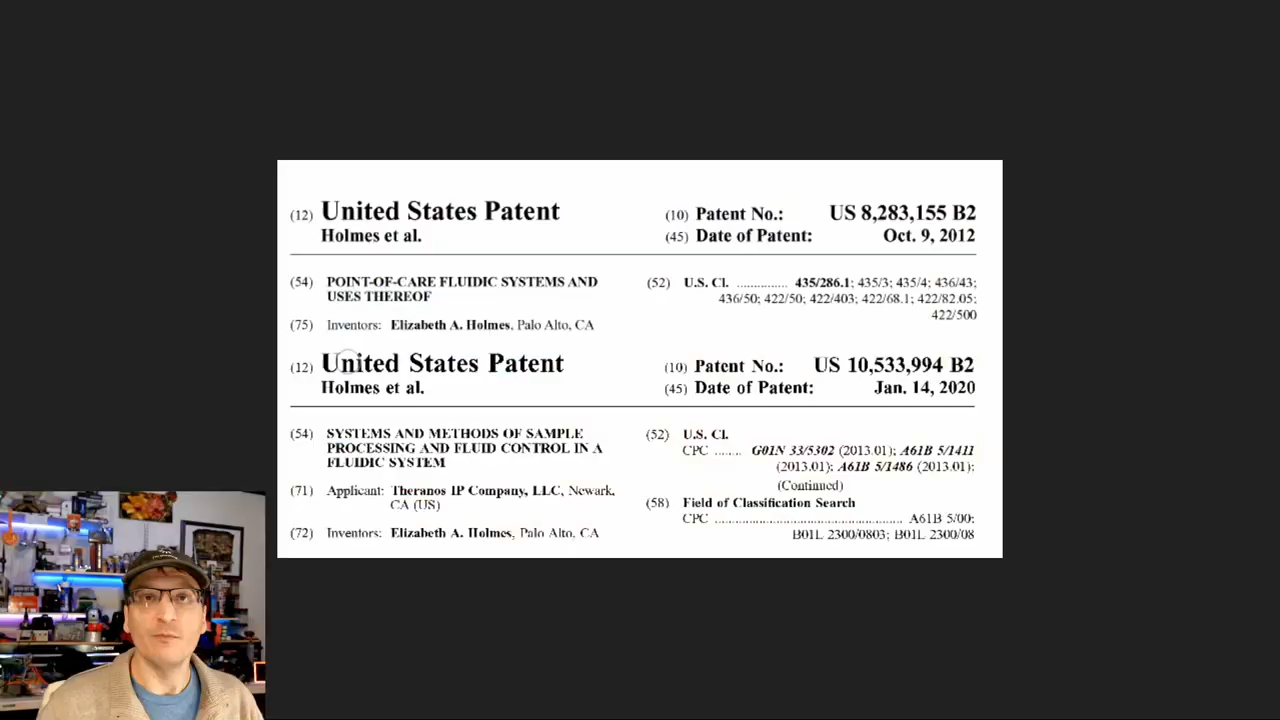 (12) United States Patent (10) Patent No.: US 8,283,155 B2
Holmes et al. (45) Date of Patent: Oct. 9, 2012
(54) POINT-OF-CARE FLUIDIC SYSTEMS AND
USES THEREOF
(75) Inventors: Elizabeth A. Holmes, Palo Alto, CA
(52) U.S. Cl. .............. 435/286.1; 435/3; 435/4; 436/43;
436/50; 422/50; 422/403; 422/68.1; 422/82.05;
422/500
(12) United States Patent (10) Patent No.: US 10,533,994 B2
Holmes et al. (45) Date of Patent: Jan. 14, 2020
(54) SYSTEMS AND METHODS OF SAMPLE
PROCESSING AND FLUID CONTROL IN A
FLUIDIC SYSTEM
(71) Applicant: Theranos IP Company, LLC, Newark,
CA (US)
(72) Inventors: Elizabeth A. Holmes, Palo Alto, CA
(52) U.S. Cl.
CPC ....... G01N 33/5302 (2013.01); A61B 5/1411
(2013.01); A61B 5/1486 (2013.01);
(Continued)
(58) Field of Classification Search
CPC .................................................. A61B 5/00;
B01L 2300/0803; B01L 2300/08